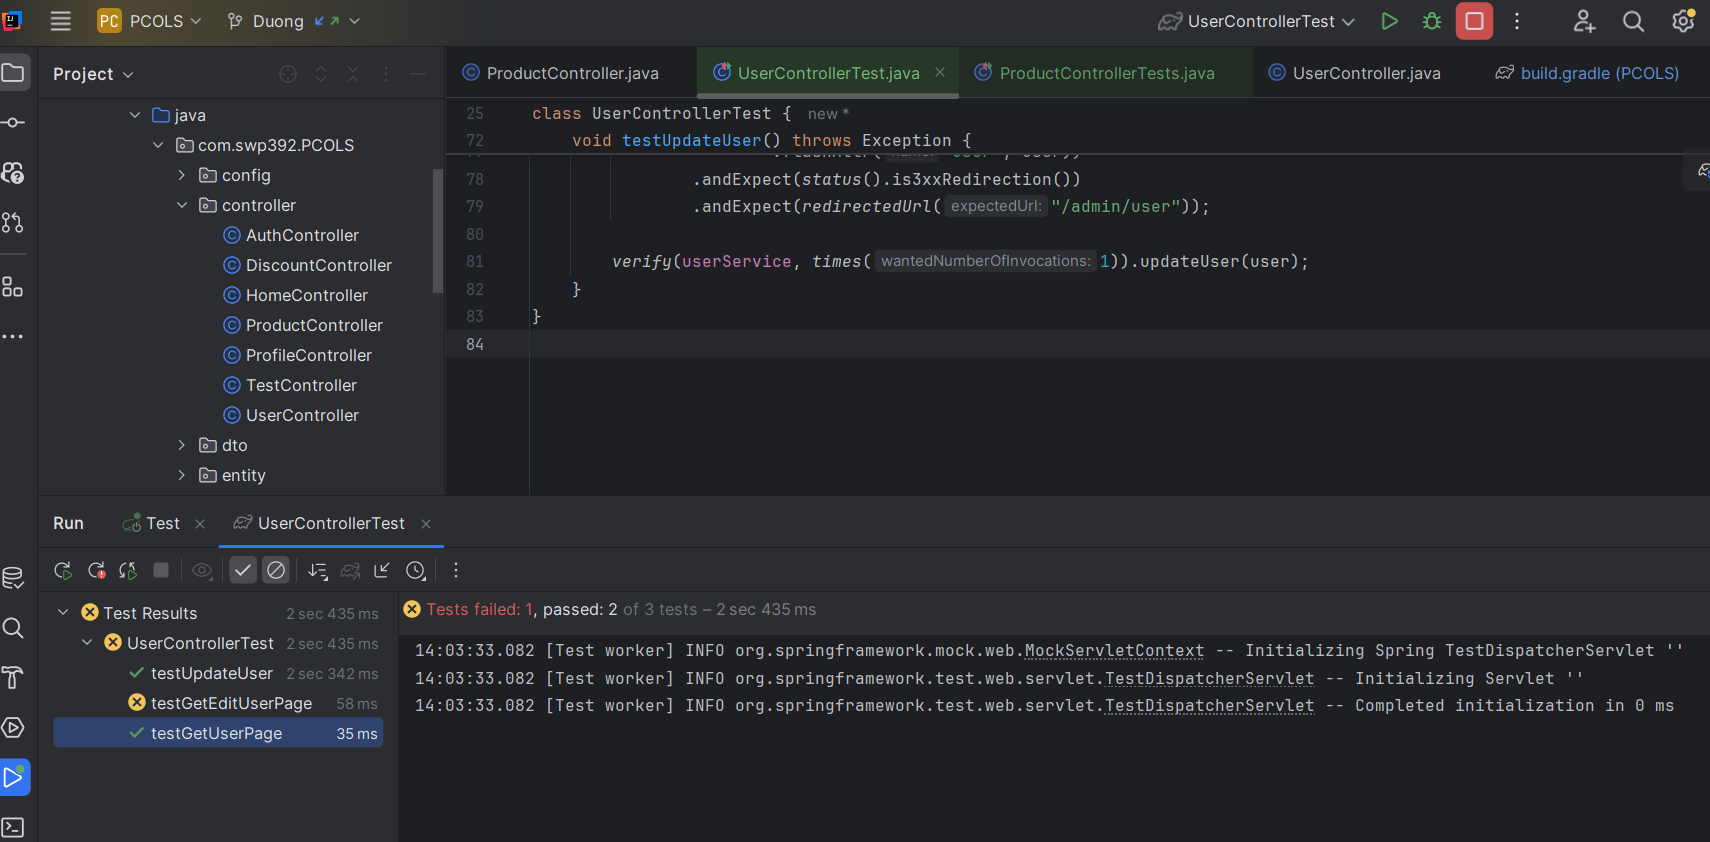 PC PCOLS Duong UserControllerTest
Project
java
com.swp392.PCOLS
config
controller
AuthController
DiscountController
HomeController
ProductController
ProfileController
TestController
UserController
dto
entity
ProductController.java UserControllerTest.java ProductControllerTests.java UserController.java build.gradle (PCOLS)
25 class UserControllerTest { new *
72 void testUpdateUser() throws Exception {
78 .andExpect(status().is3xxRedirection())
79 .andExpect(redirectedUrl( expectedUrl: "/admin/user"));
80
81 verify(userService, times( wantedNumberOfInvocations: 1)).updateUser(user);
82 }
83 }
84
Run Test UserControllerTest
Test Results 2 sec 435 ms
UserControllerTest 2 sec 435 ms
testUpdateUser 2 sec 342 ms
testGetEditUserPage 58 ms
testGetUserPage 35 ms
Tests failed: 1, passed: 2 of 3 tests – 2 sec 435 ms
14:03:33.082 [Test worker] INFO org.springframework.mock.web.MockServletContext -- Initializing Spring TestDispatcherServlet ''
14:03:33.082 [Test worker] INFO org.springframework.test.web.servlet.TestDispatcherServlet -- Initializing Servlet ''
14:03:33.082 [Test worker] INFO org.springframework.test.web.servlet.TestDispatcherServlet -- Completed initialization in 0 ms